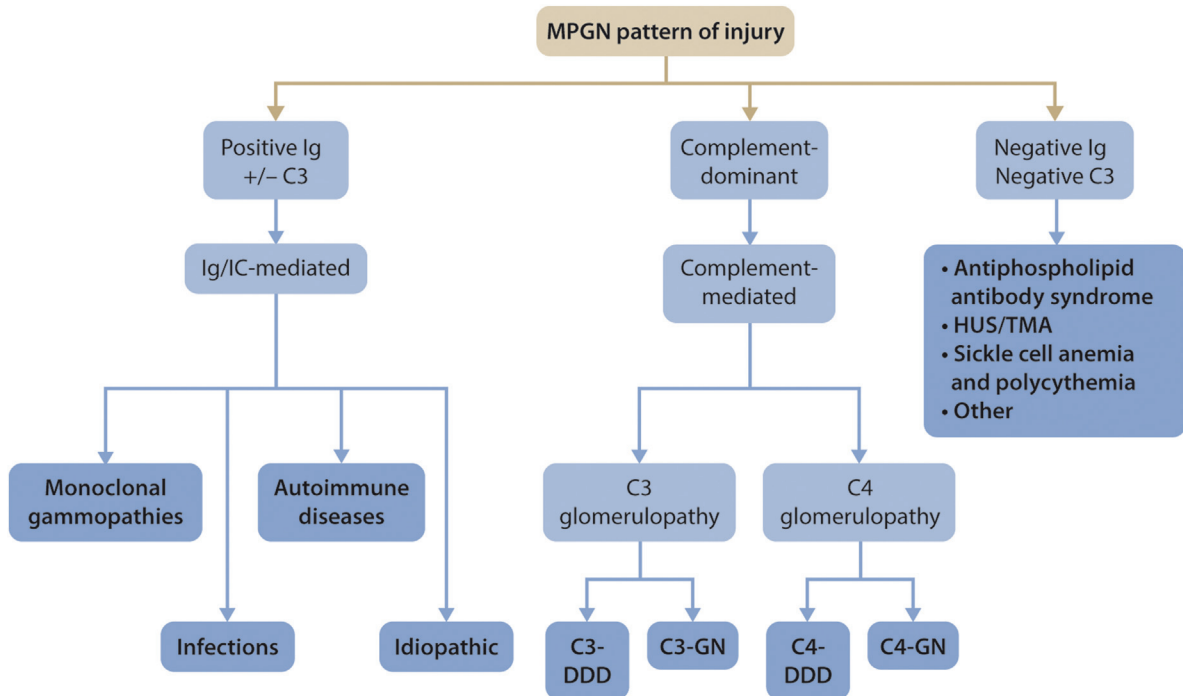 MPGN pattern of injury
Positive Ig
+/– C3
Complement-
dominant
Negative Ig
Negative C3
Ig/IC-mediated
Complement-
mediated
• Antiphospholipid
antibody syndrome
• HUS/TMA
• Sickle cell anemia
and polycythemia
• Other
Monoclonal
gammopathies
Autoimmune
diseases
C3
glomerulopathy
C4
glomerulopathy
Infections
Idiopathic
C3-
DDD
C3-GN
C4-
DDD
C4-GN